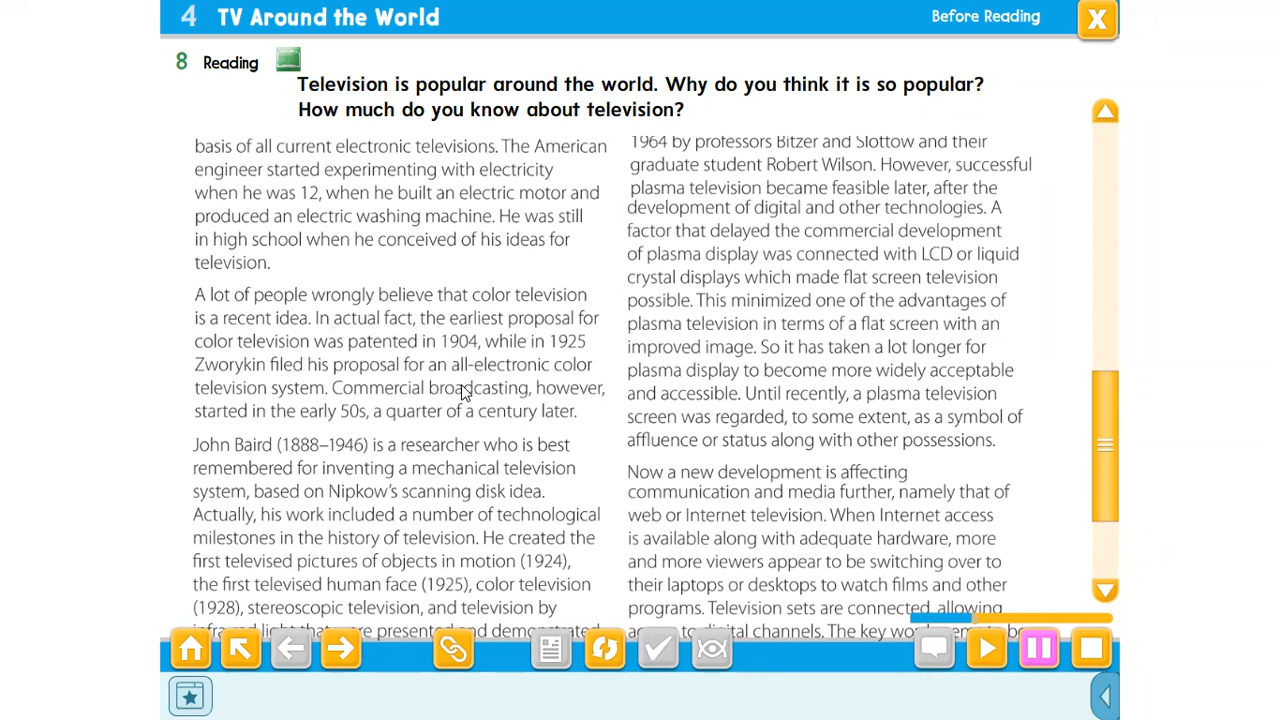 4 TV Around the World
Before Reading
X
8 Reading
Television is popular around the world. Why do you think it is so popular?
How much do you know about television?
basis of all current electronic televisions. The American
engineer started experimenting with electricity
when he was 12, when he built an electric motor and
produced an electric washing machine. He was still
in high school when he conceived of his ideas for
television.
A lot of people wrongly believe that color television
is a recent idea. In actual fact, the earliest proposal for
color television was patented in 1904, while in 1925
Zworykin filed his proposal for an all-electronic color
television system. Commercial broadcasting, however,
started in the early 50s, a quarter of a century later.
John Baird (1888–1946) is a researcher who is best
remembered for inventing a mechanical television
system, based on Nipkow's scanning disk idea.
Actually, his work included a number of technological
milestones in the history of television. He created the
first televised pictures of objects in motion (1924),
the first televised human face (1925), color television
(1928), stereoscopic television, and television by
infrared light that were presented and demonstrated
1964 by professors Bitzer and Slottow and their
graduate student Robert Wilson. However, successful
plasma television became feasible later, after the
development of digital and other technologies. A
factor that delayed the commercial development
of plasma display was connected with LCD or liquid
crystal displays which made flat screen television
possible. This minimized one of the advantages of
plasma television in terms of a flat screen with an
improved image. So it has taken a lot longer for
plasma display to become more widely acceptable
and accessible. Until recently, a plasma television
screen was regarded, to some extent, as a symbol of
affluence or status along with other possessions.
Now a new development is affecting
communication and media further, namely that of
web or Internet television. When Internet access
is available along with adequate hardware, more
and more viewers appear to be switching over to
their laptops or desktops to watch films and other
programs. Television sets are connected, allowing
to digital channels. The key